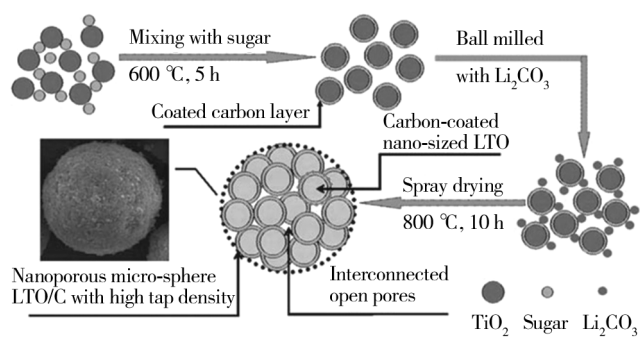 Mixing with sugar
600 ℃, 5 h
Ball milled
with Li₂CO₃
Coated carbon layer
Carbon-coated
nano-sized LTO
Spray drying
800 ℃, 10 h
Nanoporous micro-sphere
LTO/C with high tap density
Interconnected
open pores
TiO₂ Sugar Li₂CO₃